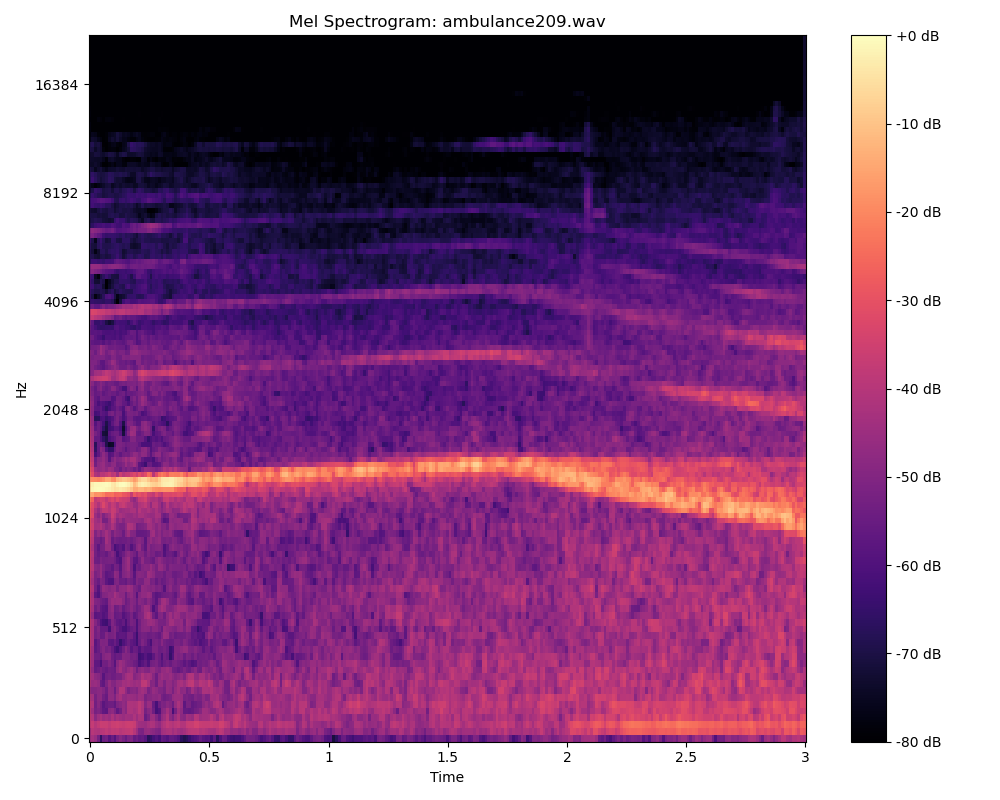 Mel Spectrogram: ambulance209.wav
16384
8192
4096
2048
1024
512
0
Hz
0
0.5
1
1.5
2
2.5
3
Time
+0 dB
-10 dB
-20 dB
-30 dB
-40 dB
-50 dB
-60 dB
-70 dB
-80 dB